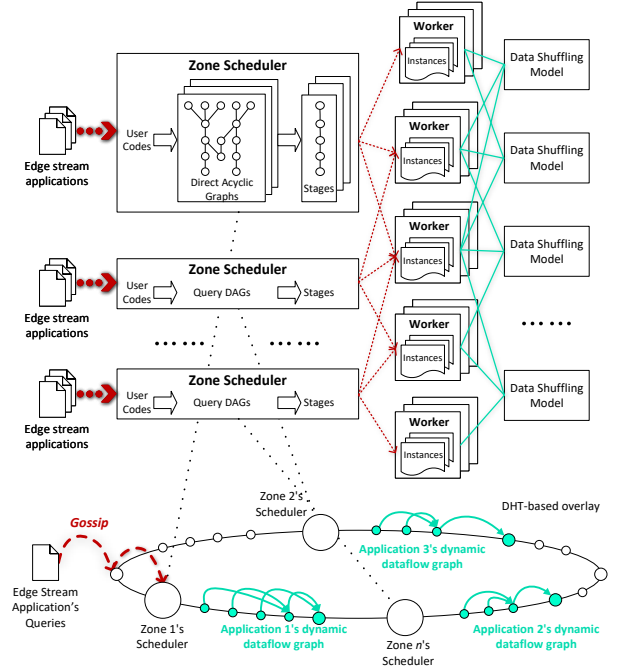 Zone Scheduler
User
Codes
Direct Acyclic
Graphs
Stages
Edge stream
applications
Zone Scheduler
User
Codes
Query DAGs
Stages
Edge stream
applications
…… 
Zone Scheduler
User
Codes
Query DAGs
Stages
Edge stream
applications
Worker
Instances
Worker
Instances
Worker
Instances
Worker
Instances
Worker
Instances
Data Shuffling
Model
Data Shuffling
Model
Data Shuffling
Model
……
Data Shuffling
Model
Gossip
Edge Stream
Application's
Queries
Zone 2's
Scheduler
DHT-based overlay
Application 3's dynamic
dataflow graph
Zone 1's
Scheduler
Application 1's dynamic
dataflow graph
Zone n's
Scheduler
Application 2's dynamic
dataflow graph